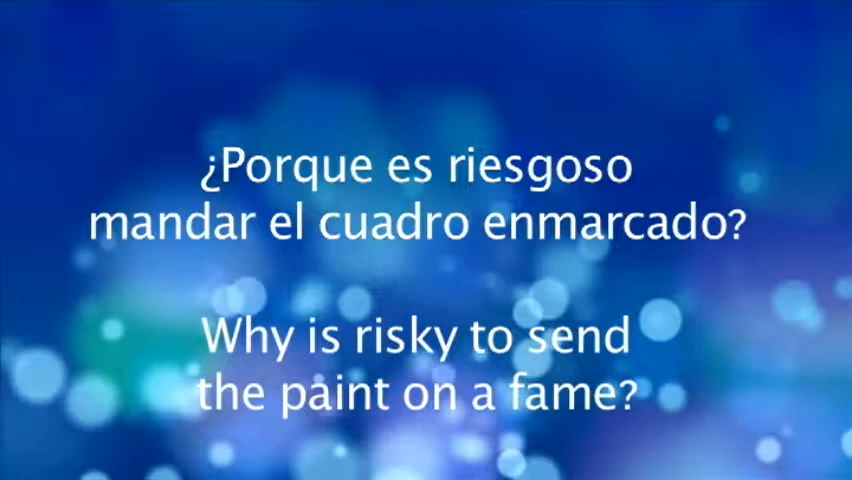 ¿Porque es riesgoso
mandar el cuadro enmarcado?
Why is risky to send
the paint on a fame?